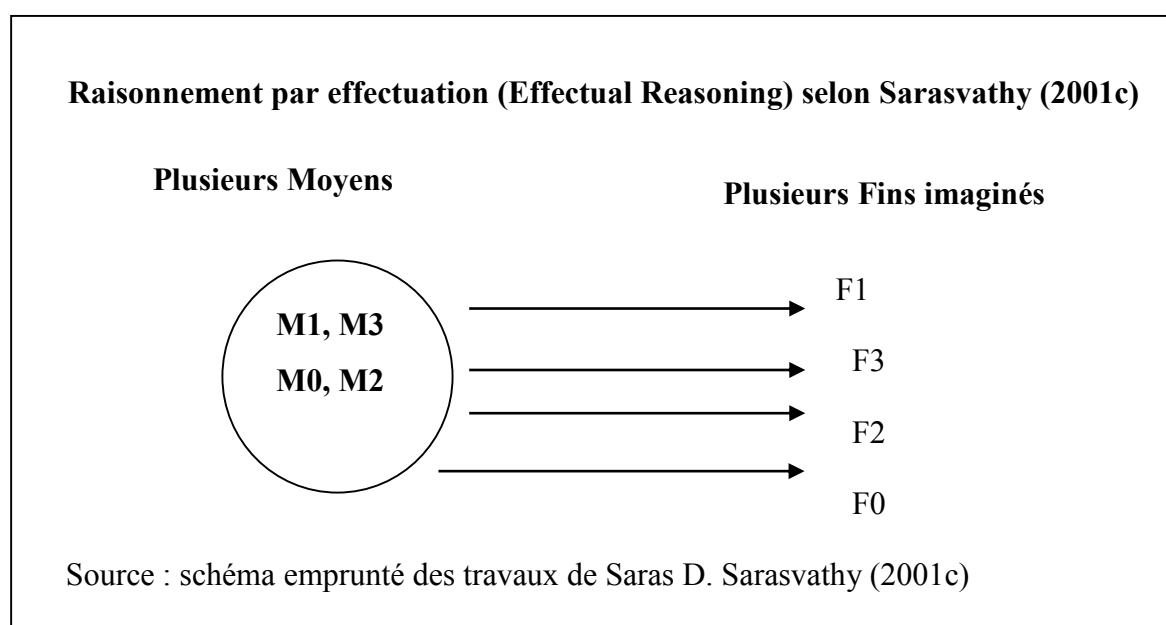 Raisonnement par effectuation (Effectual Reasoning) selon Sarasvathy (2001c)
Plusieurs Moyens
Plusieurs Fins imaginés
M1, M3
M0, M2
F1
F3
F2
F0
Source : schéma emprunté des travaux de Saras D. Sarasvathy (2001c)